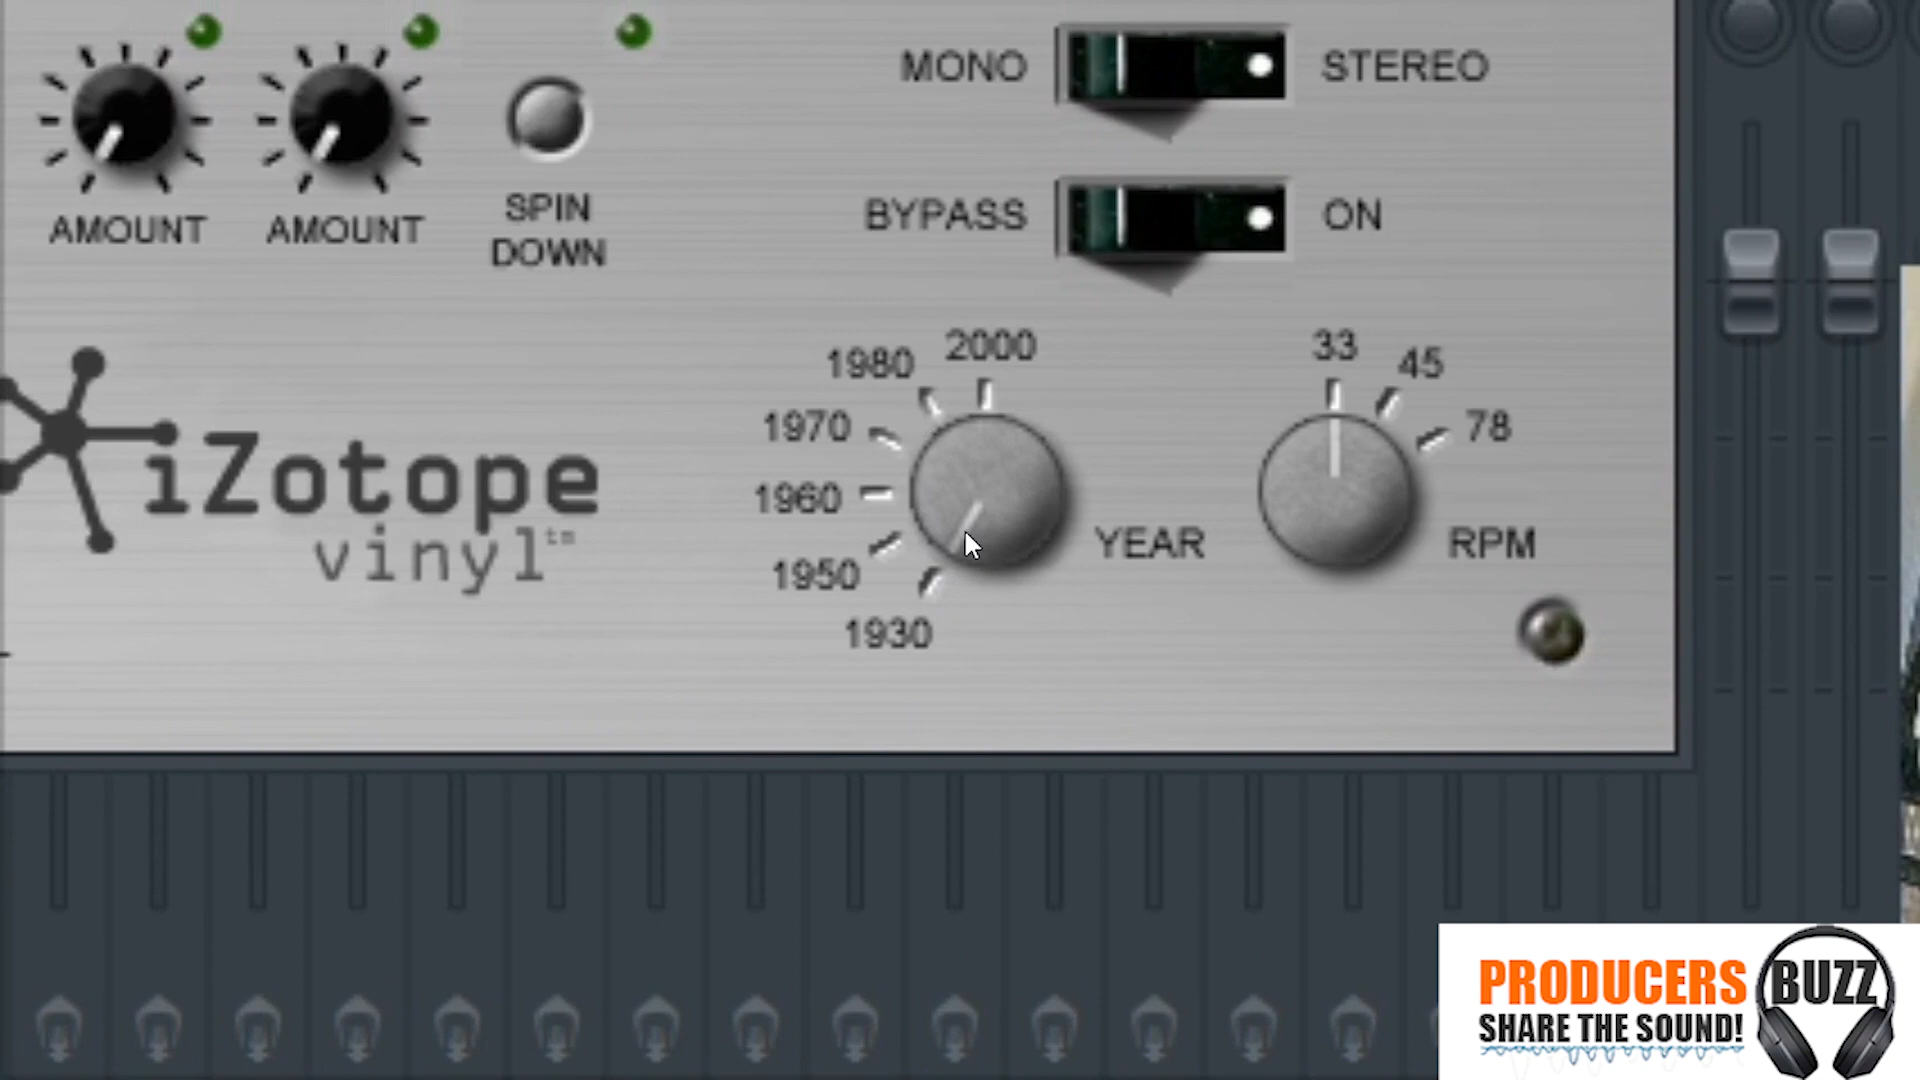 AMOUNT
AMOUNT
SPIN
DOWN
MONO
STEREO
BYPASS
ON
iZotope
vinyl™
2000
1980
1970
1960
1950
1930
YEAR
33
45
78
RPM
PRODUCERS BUZZ
SHARE THE SOUND!